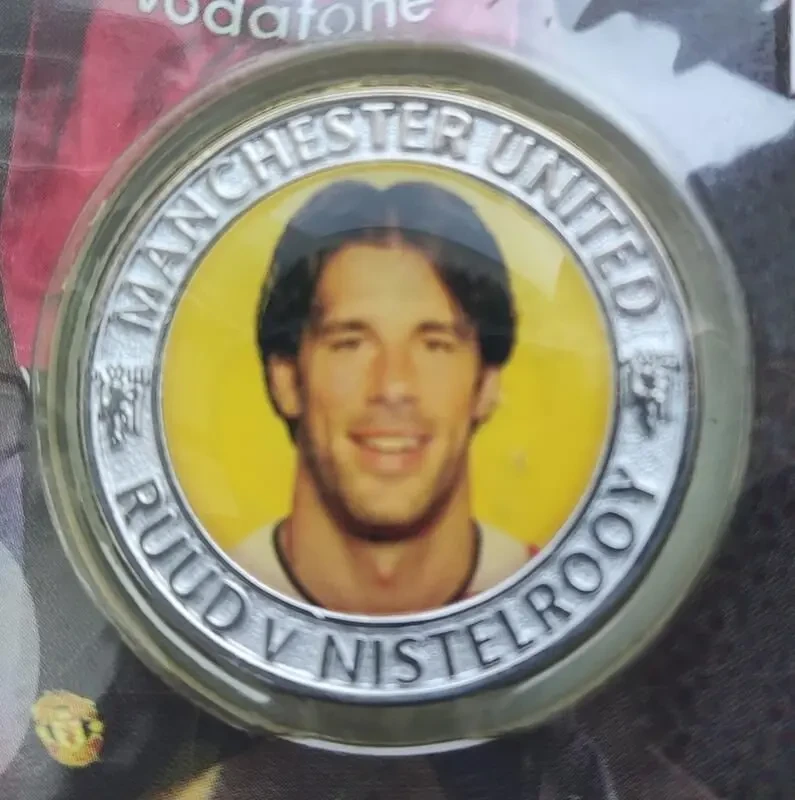 vodafone
MANCHESTER UNITED
RUUD V NISTELROOY